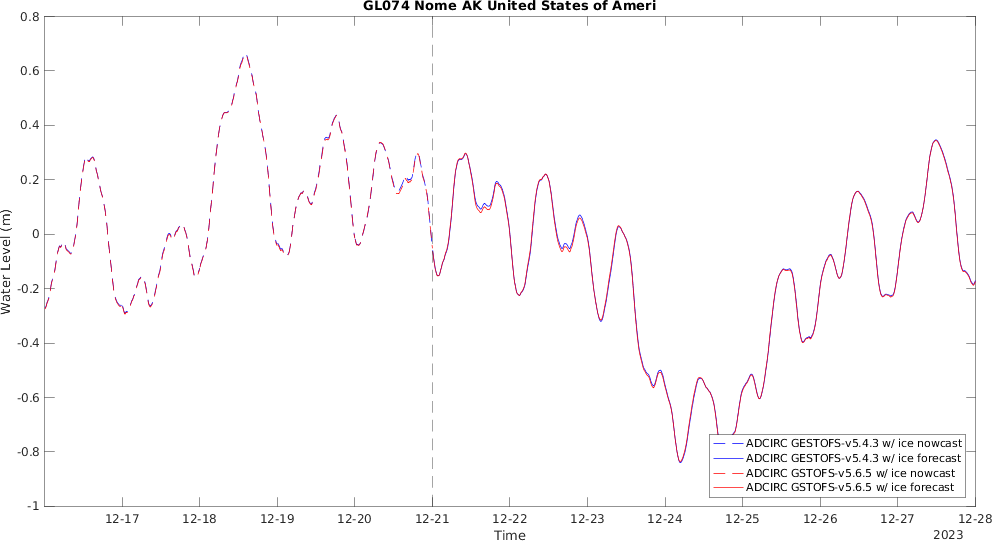 GL074 Nome AK United States of Ameri
0.8
0.6
0.4
0.2
0
-0.2
-0.4
-0.6
-0.8
-1
Water Level (m)
ADCIRC GESTOFS-v5.4.3 w/ ice nowcast
ADCIRC GESTOFS-v5.4.3 w/ ice forecast
ADCIRC GSTOFS-v5.6.5 w/ ice nowcast
ADCIRC GSTOFS-v5.6.5 w/ ice forecast
12-17 12-18 12-19 12-20 12-21 12-22 12-23 12-24 12-25 12-26 12-27 12-28
Time
2023